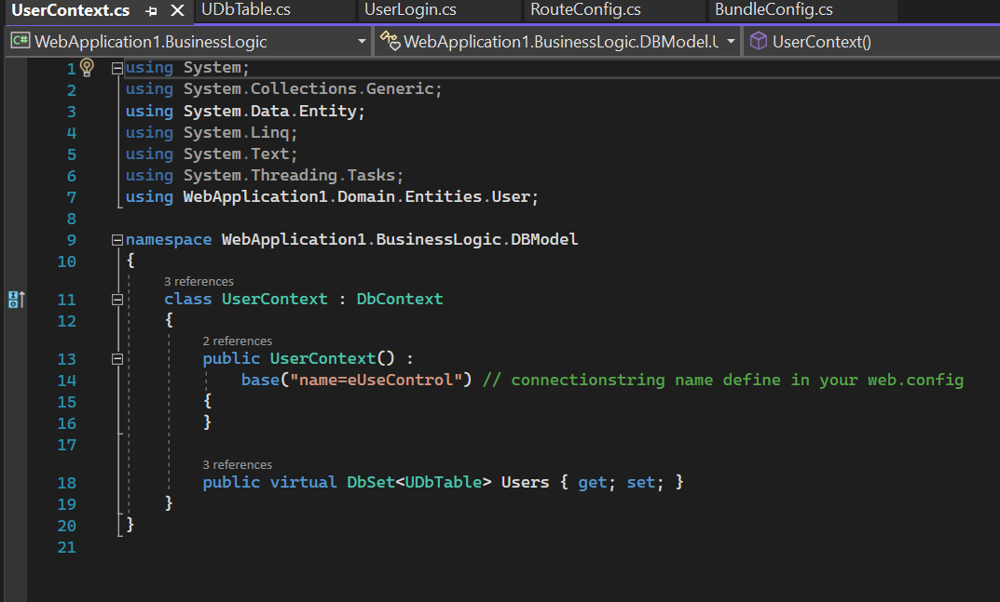 UserContext.cs UDbTable.cs UserLogin.cs RouteConfig.cs BundleConfig.cs
C# WebApplication1.BusinessLogic WebApplication1.BusinessLogic.DBModel.U UserContext()
1 using System;
2 using System.Collections.Generic;
3 using System.Data.Entity;
4 using System.Linq;
5 using System.Text;
6 using System.Threading.Tasks;
7 using WebApplication1.Domain.Entities.User;
8
9 namespace WebApplication1.BusinessLogic.DBModel
10 {
3 references
11 class UserContext : DbContext
12 {
2 references
13 public UserContext() :
14 base("name=eUseControl") // connectionstring name define in your web.config
15 {
16 }
17
3 references
18 public virtual DbSet<UDbTable> Users { get; set; }
19 }
20 }
21